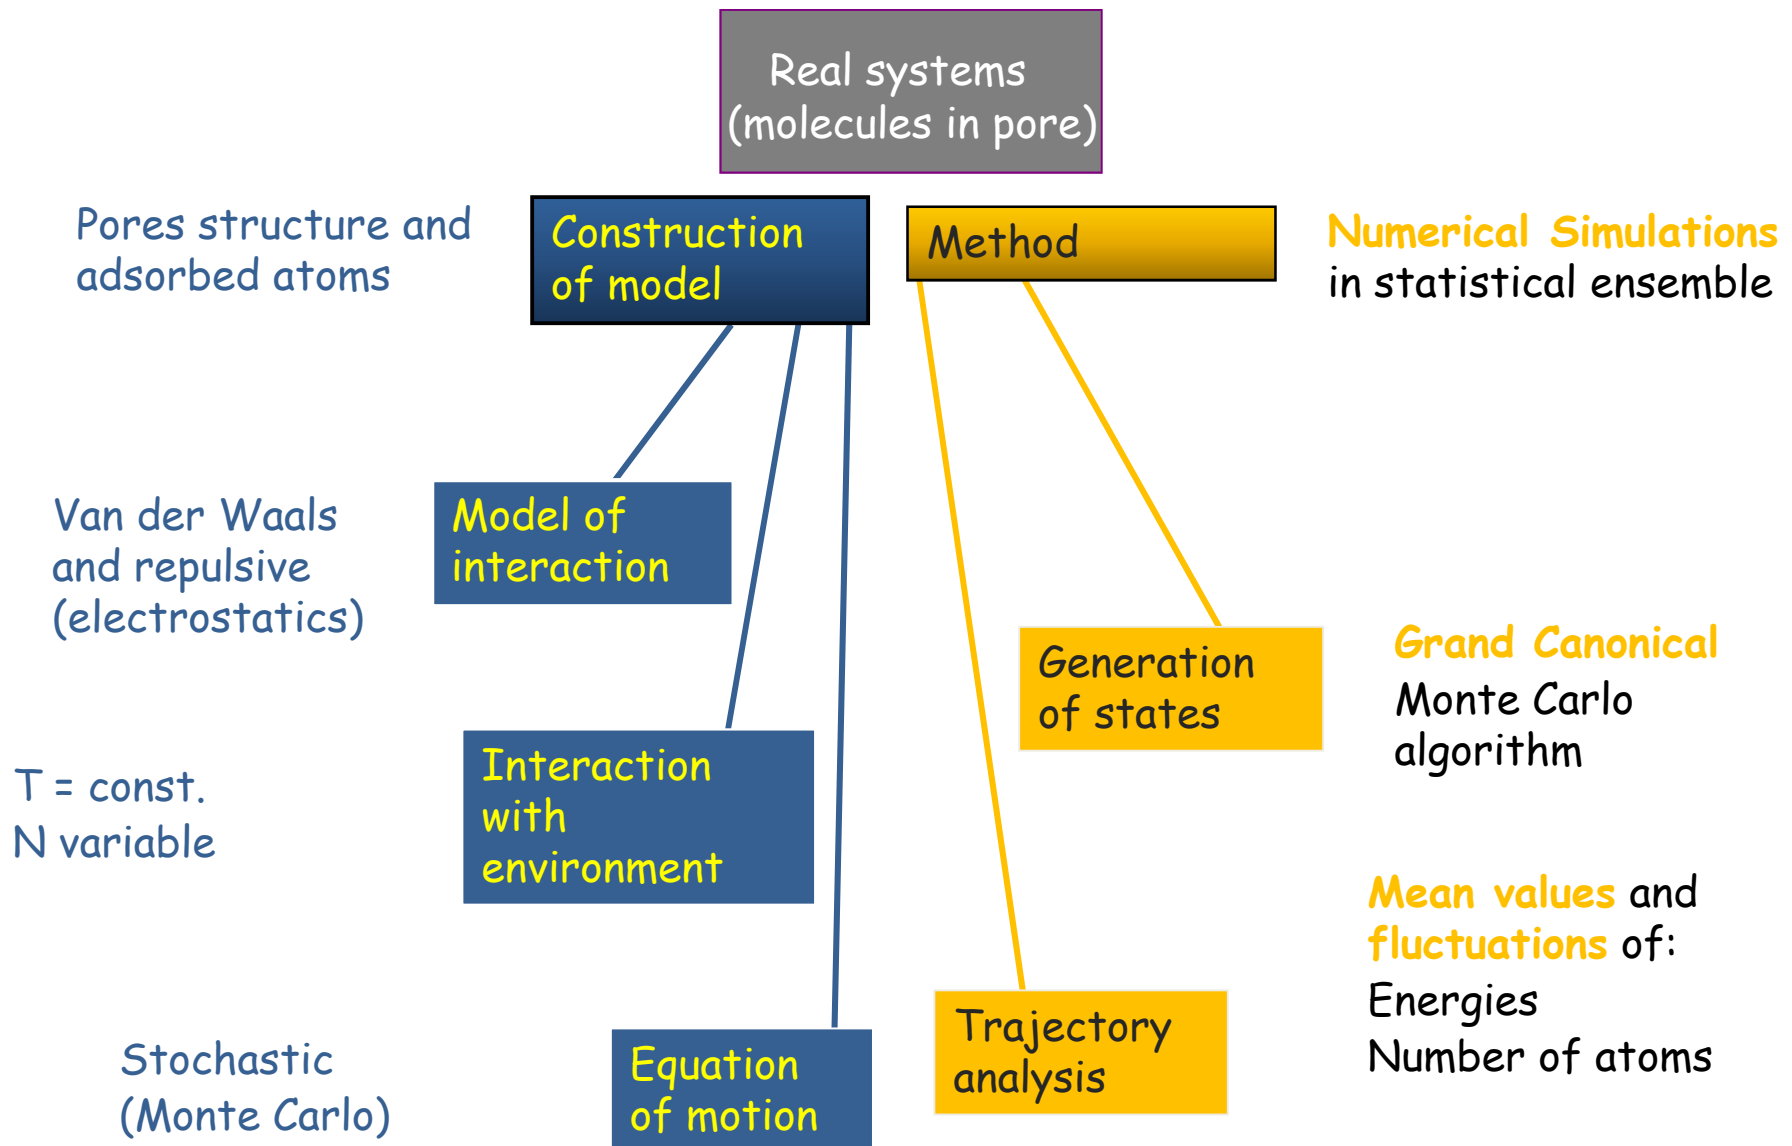 Real systems
(molecules in pore)
Pores structure and
adsorbed atoms
Construction
of model
Method
Numerical Simulations
in statistical ensemble
Van der Waals
and repulsive
(electrostatics)
Model of
interaction
Generation
of states
Grand Canonical
Monte Carlo
algorithm
T = const.
N variable
Interaction
with
environment
Mean values and
fluctuations of:
Energies
Number of atoms
Stochastic
(Monte Carlo)
Equation
of motion
Trajectory
analysis